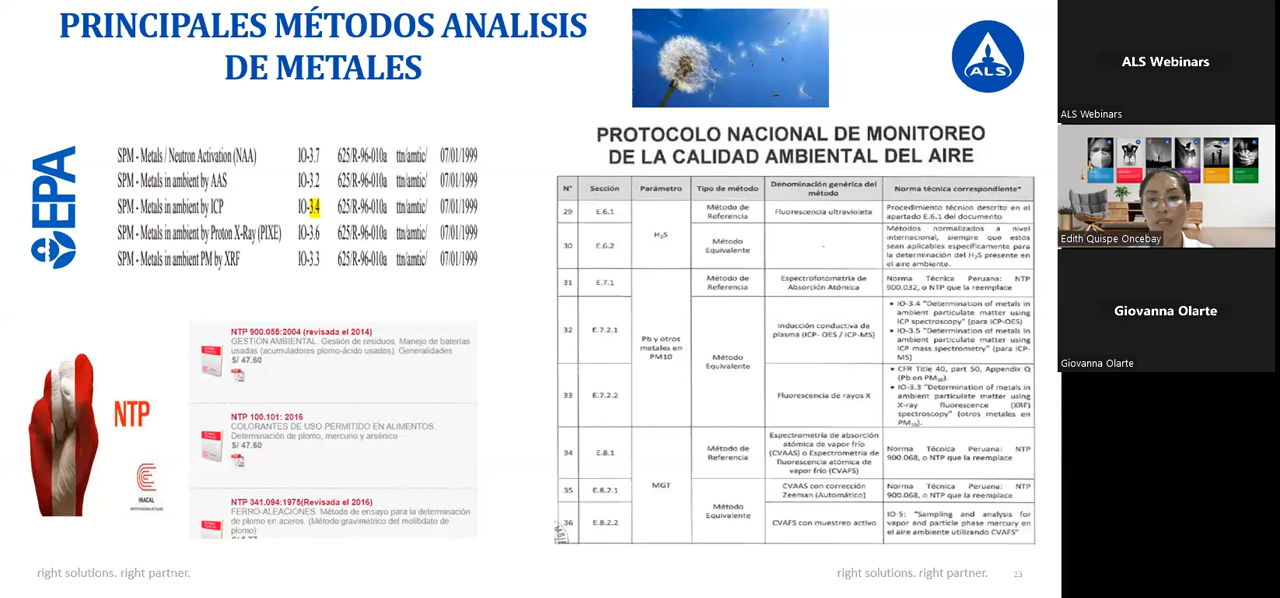 PRINCIPALES MÉTODOS ANALISIS
DE METALES
ALS
EPA
SPM - Metals / Neutron Activation (NAA) IO-3.7 625/R-96-010a ttn/amtic/ 07/01/1999
SPM - Metals in ambient by AAS IO-3.2 625/R-96-010a ttn/amtic/ 07/01/1999
SPM - Metals in ambient by ICP IO-3.4 625/R-96-010a ttn/amtic/ 07/01/1999
SPM - Metals in ambient by Proton X-Ray (PIXE) IO-3.6 625/R-96-010a ttn/amtic/ 07/01/1999
SPM - Metals in ambient PM by XRF IO-3.3 625/R-96-010a ttn/amtic/ 07/01/1999
NTP
INACAL
NTP 900.055:2004 (revisada el 2014)
GESTIÓN AMBIENTAL. Gestión de residuos. Manejo de baterías
usadas (acumuladores plomo-ácido usados). Generalidades
S/ 47.60
NTP 100.101: 2016
COLORANTES DE USO PERMITIDO EN ALIMENTOS.
Determinación de plomo, mercurio y arsénico
S/ 47.60
NTP 341.094:1975(Revisada el 2016)
FERRO-ALEACIONES. Método de ensayo para la determinación
de plomo en aceros. (Método gravimétrico del molibdato de
plomo)
PROTOCOLO NACIONAL DE MONITOREO
DE LA CALIDAD AMBIENTAL DEL AIRE
N° Sección Parámetro Tipo de método Denominación genérica del
método Norma técnica correspondiente*
29 E.6.1 H₂S Método de
Referencia Fluorescencia ultravioleta Procedimiento técnico descrito en el
apartado E.6.1 del documento
30 E.6.2 Método
Equivalente - Métodos normalizados a nivel
internacional, siempre que estos
sean aplicables específicamente para
la determinación del H₂S presente en
el aire ambiente.
31 E.7.1 Pb y otros
metales en
PM10 Método de
Referencia Espectrofotometría de
Absorción Atómica Norma Técnica Peruana: NTP
900.032, o NTP que la reemplace
32 E.7.2.1 Método
Equivalente Inducción conductiva de
plasma (ICP- OES / ICP-MS) • IO-3.4 "Determination of metals in
ambient particulate matter using
ICP spectroscopy" (para ICP-OES)
• IO-3.5 "Determination of metals in
ambient particulate matter using
ICP mass spectrometry" (para ICP-
MS)
33 E.7.2.2 Fluorescencia de rayos X • CFR Title 40, part 50, Appendix Q
(Pb en PM₁₀).
• IO-3.3 "Determination of metals in
ambient particulate matter using
X-ray fluorescence (XRF)
spectroscopy" (otros metales en
PM₁₀).
34 E.8.1 MGT Método de
Referencia Espectrometría de absorción
atómica de vapor frío
(CVAAS) o Espectrometría de
fluorescencia atómica de
vapor frío (CVAFS) Norma Técnica Peruana: NTP
900.068, o NTP que la reemplace
35 E.8.2.1 Método
Equivalente CVAAS con corrección
Zeeman (Automático) Norma Técnica Peruana: NTP
900.068, o NTP que la reemplace
36 E.8.2.2 CVAFS con muestreo activo IO-5: "Sampling and analysis for
vapor and particle phase mercury en
el aire ambiente utilizando CVAFS"
right solutions. right partner.
right solutions. right partner. 23
ALS Webinars
ALS Webinars
Edith Quispe Oncebay
Giovanna Olarte
Giovanna Olarte